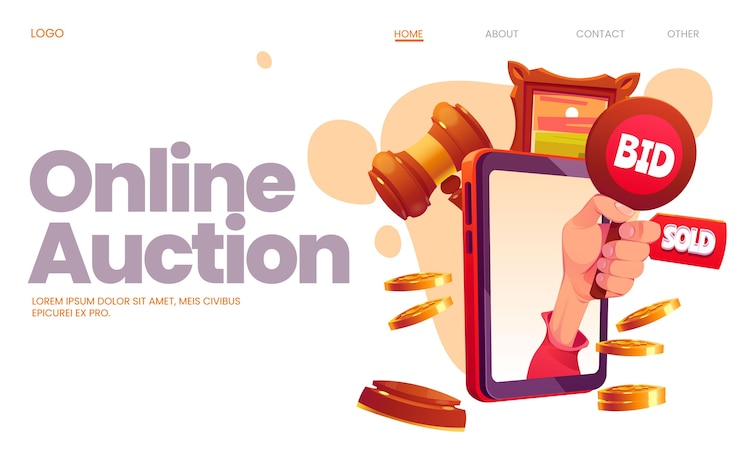 LOGO
HOME ABOUT CONTACT OTHER
Online
Auction
LOREM IPSUM DOLOR SIT AMET, MEIS CIVIBUS
EPICUREI EX PRO.
BID
SOLD